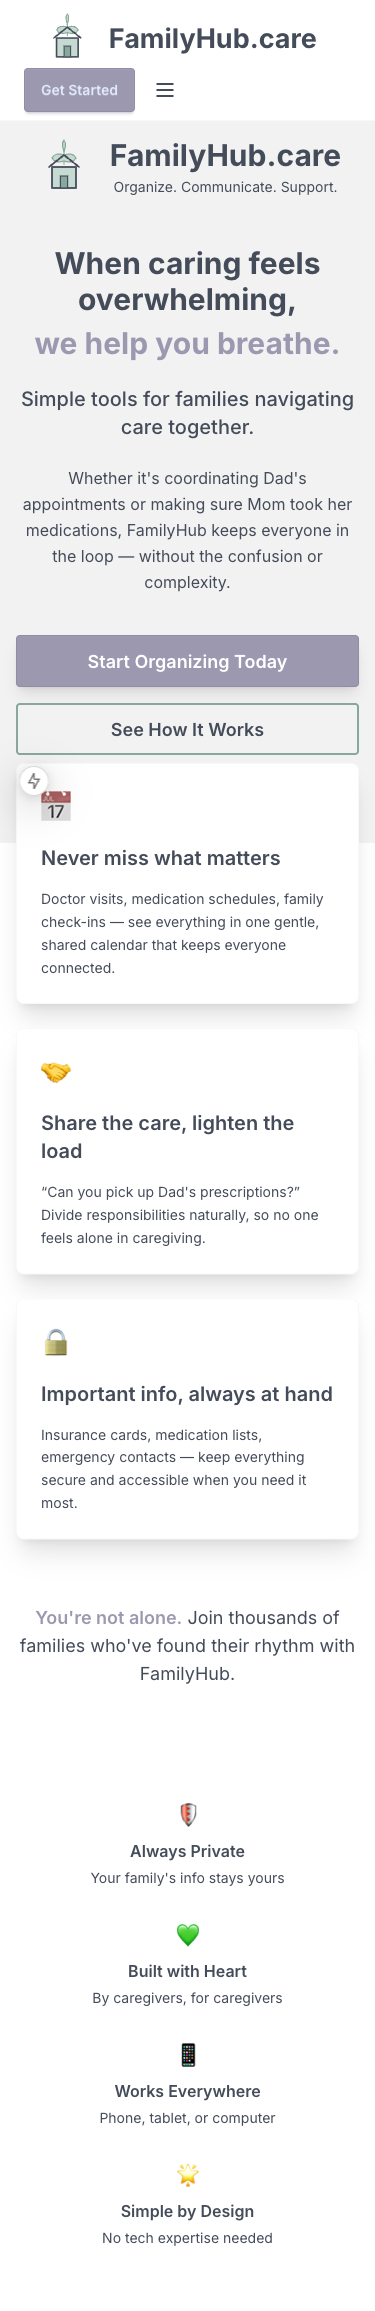 FamilyHub.care
Get Started
FamilyHub.care
Organize. Communicate. Support.
When caring feels
overwhelming,
we help you breathe.
Simple tools for families navigating
care together.
Whether it's coordinating Dad's
appointments or making sure Mom took her
medications, FamilyHub keeps everyone in
the loop — without the confusion or
complexity.
Start Organizing Today
See How It Works
JUL
17
Never miss what matters
Doctor visits, medication schedules, family
check-ins — see everything in one gentle,
shared calendar that keeps everyone
connected.
Share the care, lighten the
load
“Can you pick up Dad's prescriptions?”
Divide responsibilities naturally, so no one
feels alone in caregiving.
Important info, always at hand
Insurance cards, medication lists,
emergency contacts — keep everything
secure and accessible when you need it
most.
You're not alone. Join thousands of
families who've found their rhythm with
FamilyHub.
Always Private
Your family's info stays yours
Built with Heart
By caregivers, for caregivers
Works Everywhere
Phone, tablet, or computer
Simple by Design
No tech expertise needed